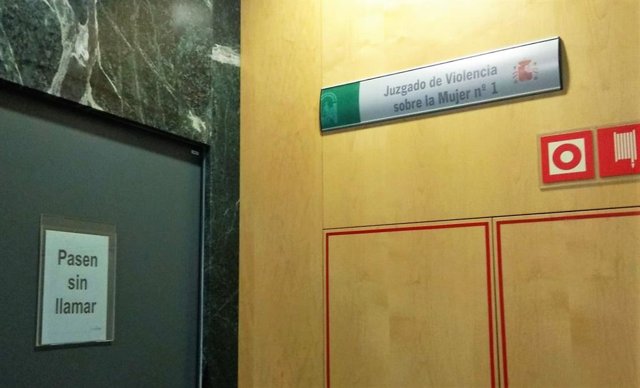 Juzgado de Violencia
sobre la Mujer nº 1
Pasen
sin
llamar